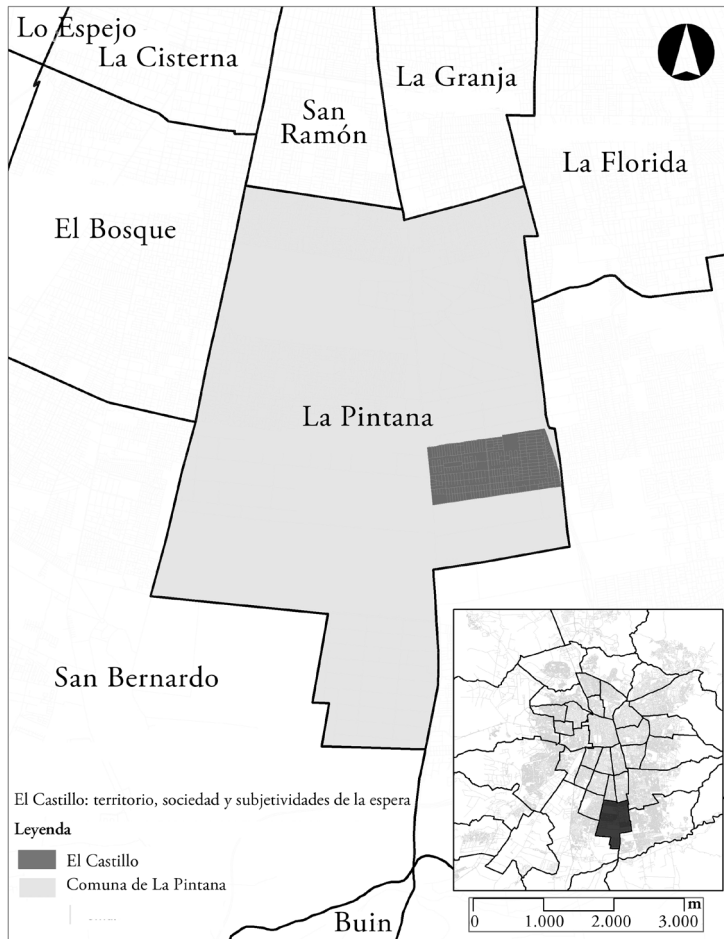 Lo Espejo
La Cisterna
La Granja
San
Ramón
La Florida
El Bosque
La Pintana
San Bernardo
El Castillo: territorio, sociedad y subjetividades de la espera
Leyenda
El Castillo
Comuna de La Pintana
Buin
m
0 1.000 2.000 3.000